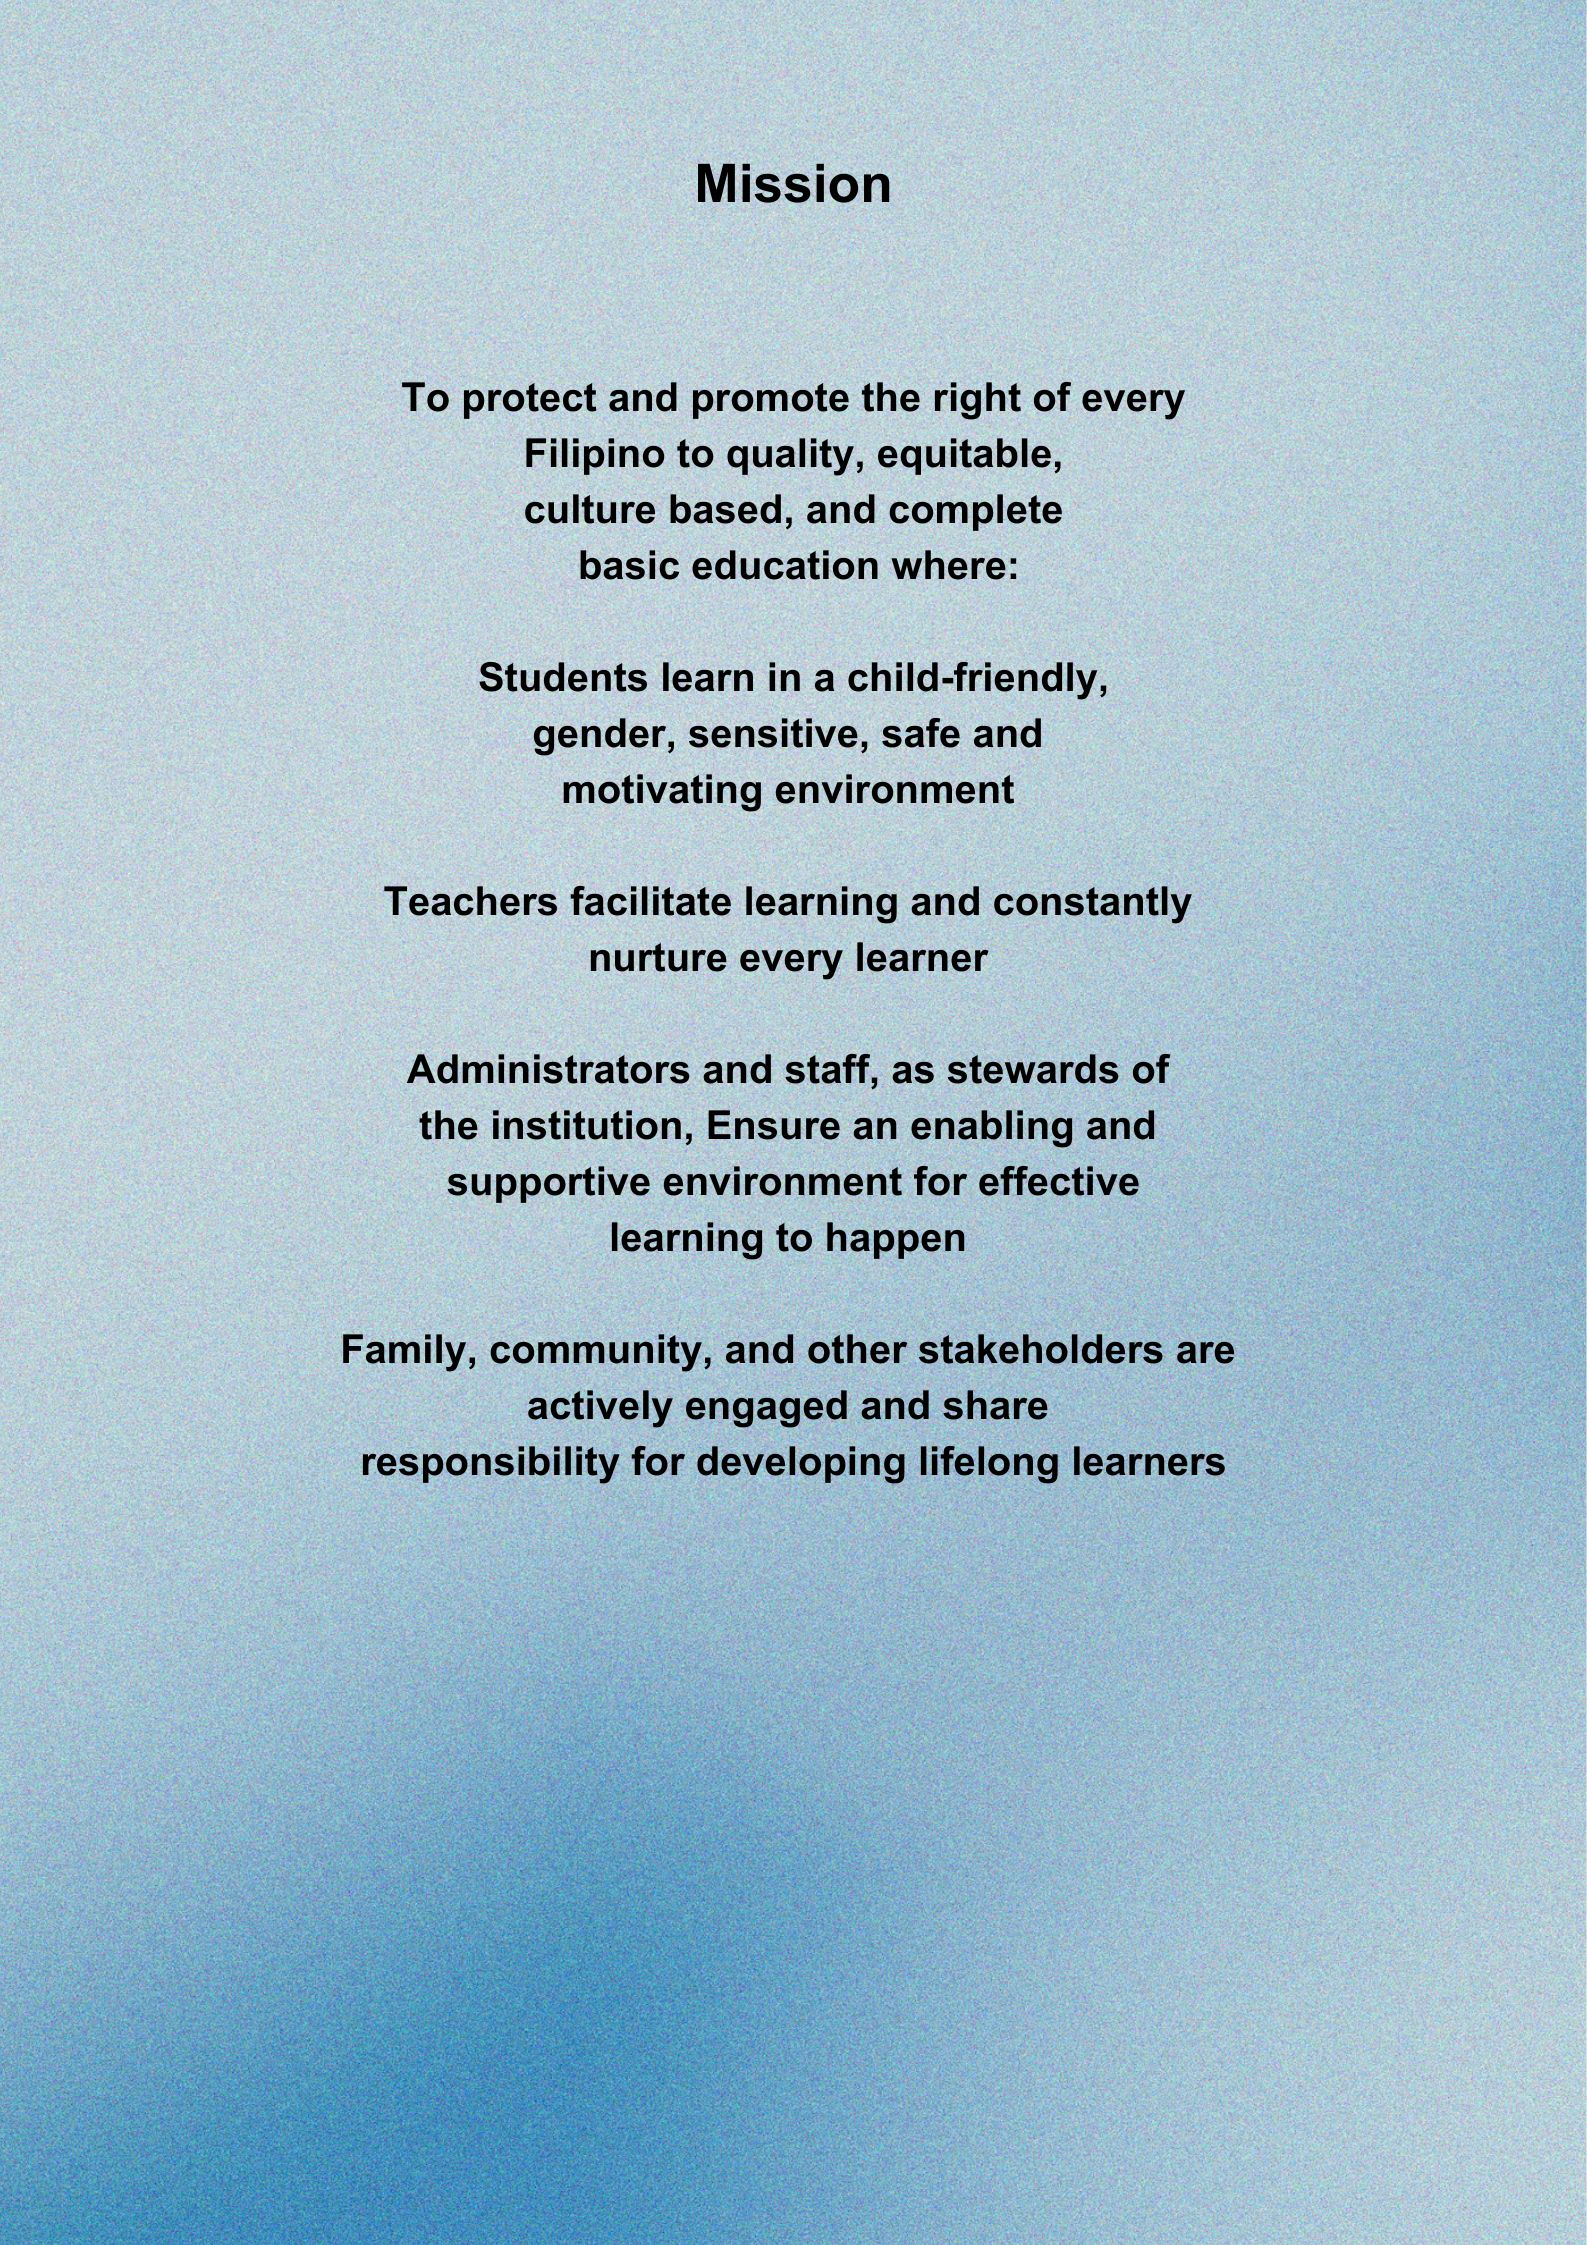 Mission
To protect and promote the right of every
Filipino to quality, equitable,
culture based, and complete
basic education where:
Students learn in a child-friendly,
gender, sensitive, safe and
motivating environment
Teachers facilitate learning and constantly
nurture every learner
Administrators and staff, as stewards of
the institution, Ensure an enabling and
supportive environment for effective
learning to happen
Family, community, and other stakeholders are
actively engaged and share
responsibility for developing lifelong learners